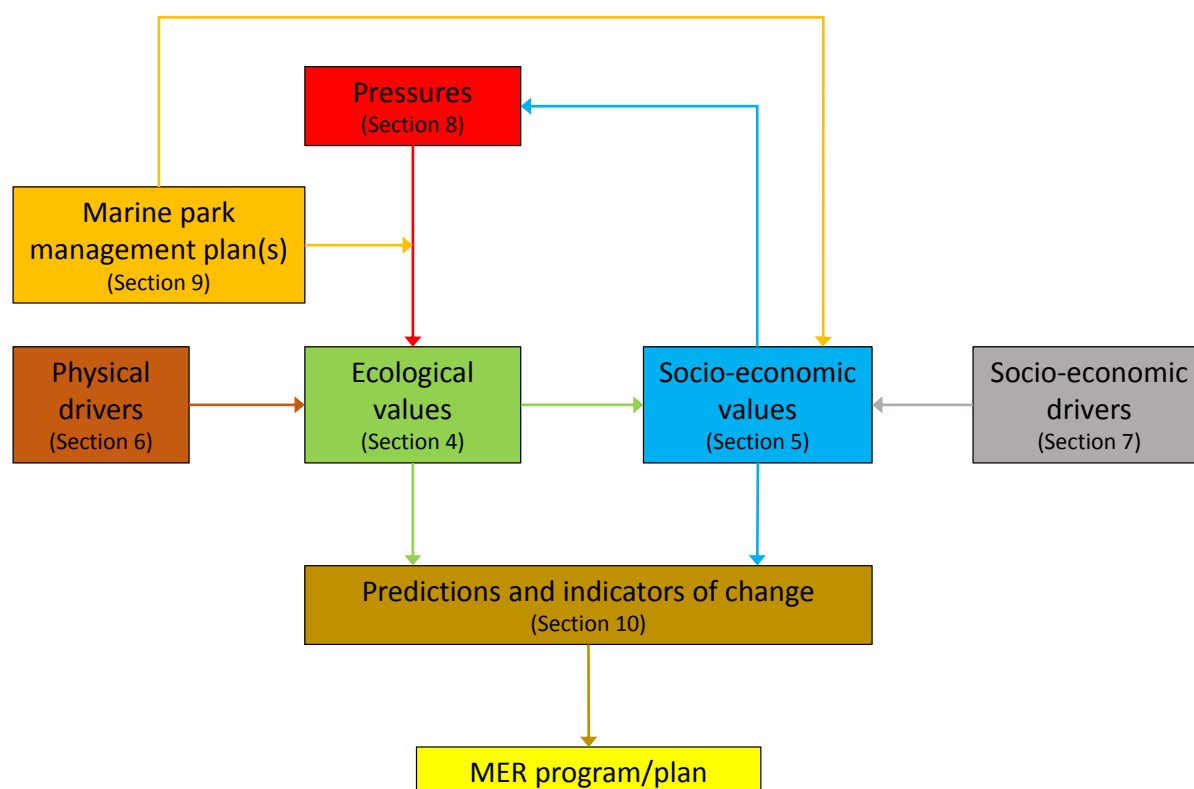 Pressures
(Section 8)
Marine park
management plan(s)
(Section 9)
Physical
drivers
(Section 6)
Ecological
values
(Section 4)
Socio-economic
values
(Section 5)
Socio-economic
drivers
(Section 7)
Predictions and indicators of change
(Section 10)
MER program/plan